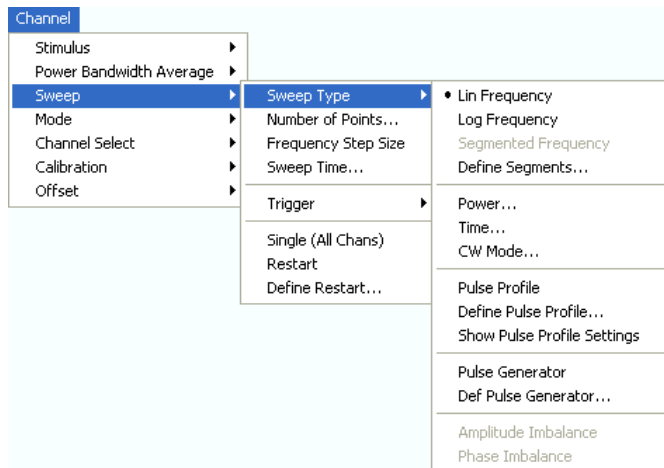 Channel
Stimulus
Power Bandwidth Average
Sweep
Mode
Channel Select
Calibration
Offset
Sweep Type
Number of Points...
Frequency Step Size
Sweep Time...
Trigger
Single (All Chans)
Restart
Define Restart...
Lin Frequency
Log Frequency
Segmented Frequency
Define Segments...
Power...
Time...
CW Mode...
Pulse Profile
Define Pulse Profile...
Show Pulse Profile Settings
Pulse Generator
Def Pulse Generator...
Amplitude Imbalance
Phase Imbalance